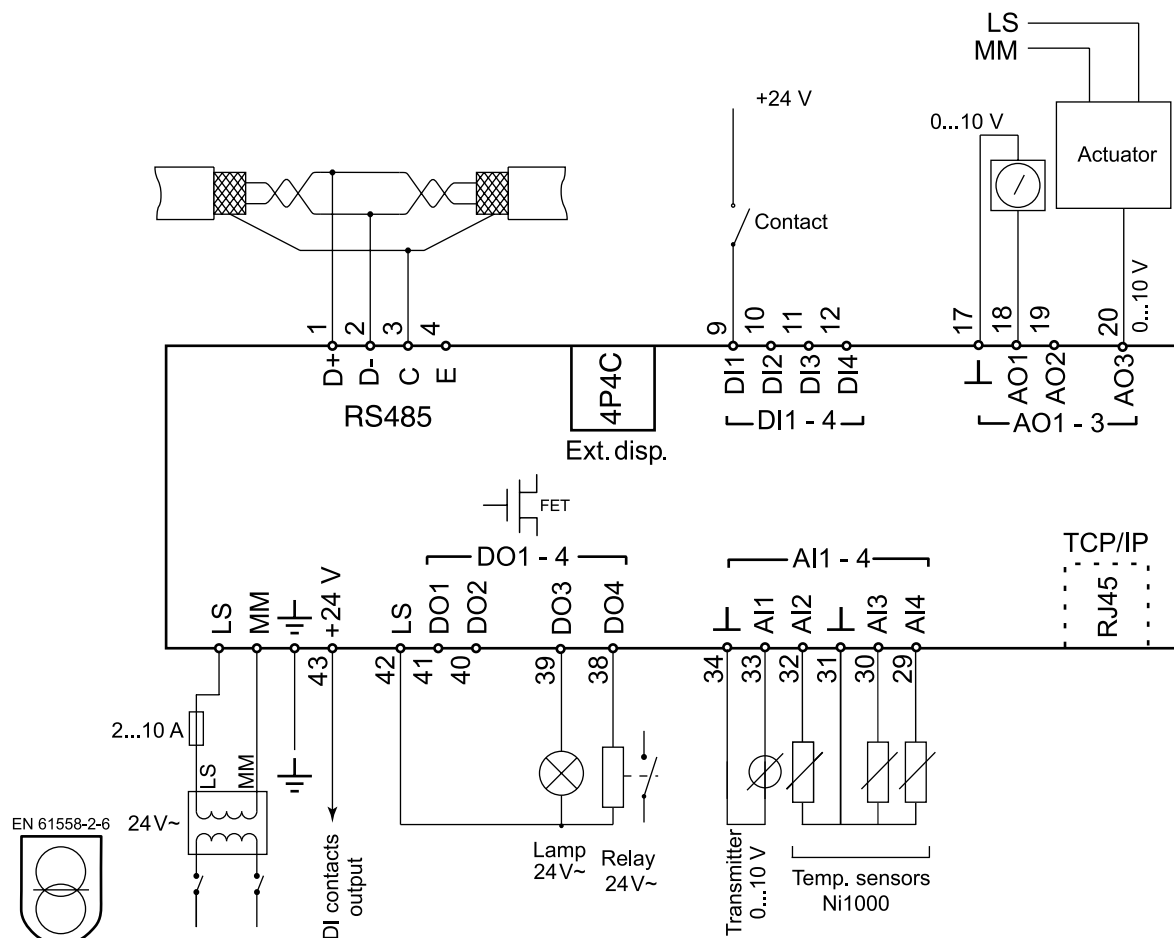 LS
MM
+24 V
0...10 V
Actuator
Contact
0...10 V
1
2
3
4
9
10
11
12
17
18
19
20
D+
D-
C
E
4P4C
DI1
DI2
DI3
DI4
AO1
AO2
AO3
RS485
DI1 - 4
AO1 - 3
Ext. disp.
FET
DO1 - 4
AI1 - 4
TCP/IP
LS
MM
+24 V
LS
DO1
DO2
DO3
DO4
AI1
AI2
AI3
AI4
RJ45
43
42
41
40
39
38
34
33
32
31
30
29
2...10 A
LS
MM
EN 61558-2-6
24V~
DI contacts
output
Lamp
24V~
Relay
24V~
Transmitter
0...10 V
Temp. sensors
Ni1000